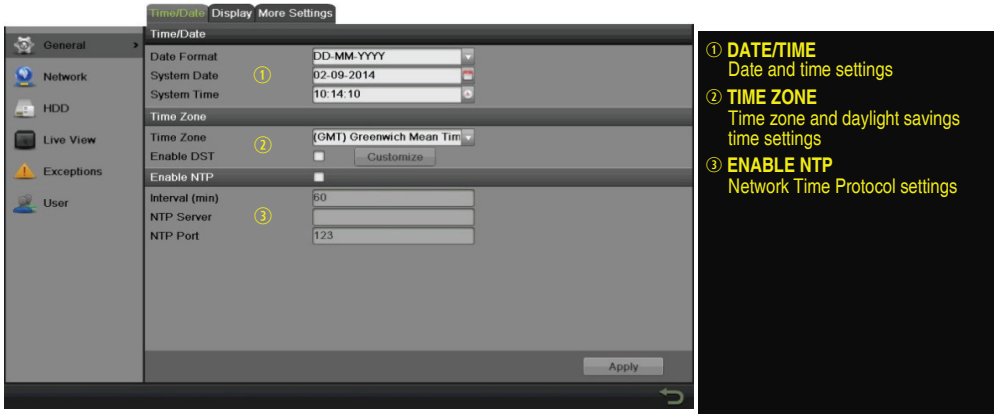 Time/Date Display More Settings
General
Network
HDD
Live View
Exceptions
User
Time/Date
Date Format DD-MM-YYYY
System Date 02-09-2014
①
System Time 10:14:10
Time Zone
Time Zone (GMT) Greenwich Mean Tim
②
Enable DST Customize
Enable NTP
Interval (min) 60
NTP Server
③
NTP Port 123
Apply
① DATE/TIME
Date and time settings
② TIME ZONE
Time zone and daylight savings
time settings
③ ENABLE NTP
Network Time Protocol settings